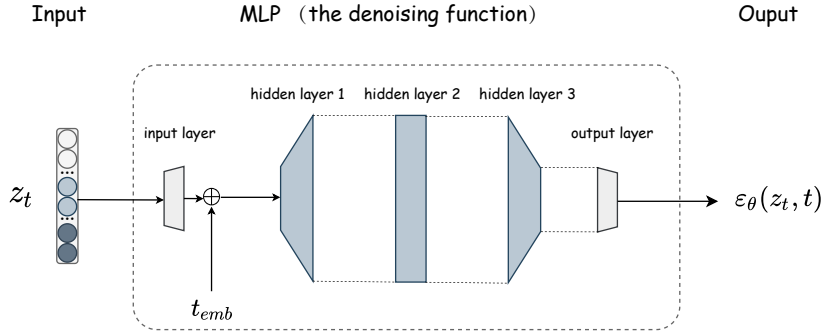 Input MLP （the denoising function） Ouput
hidden layer 1 hidden layer 2 hidden layer 3
input layer output layer
...
z_t ε_θ(z_t, t)
...
t_emb